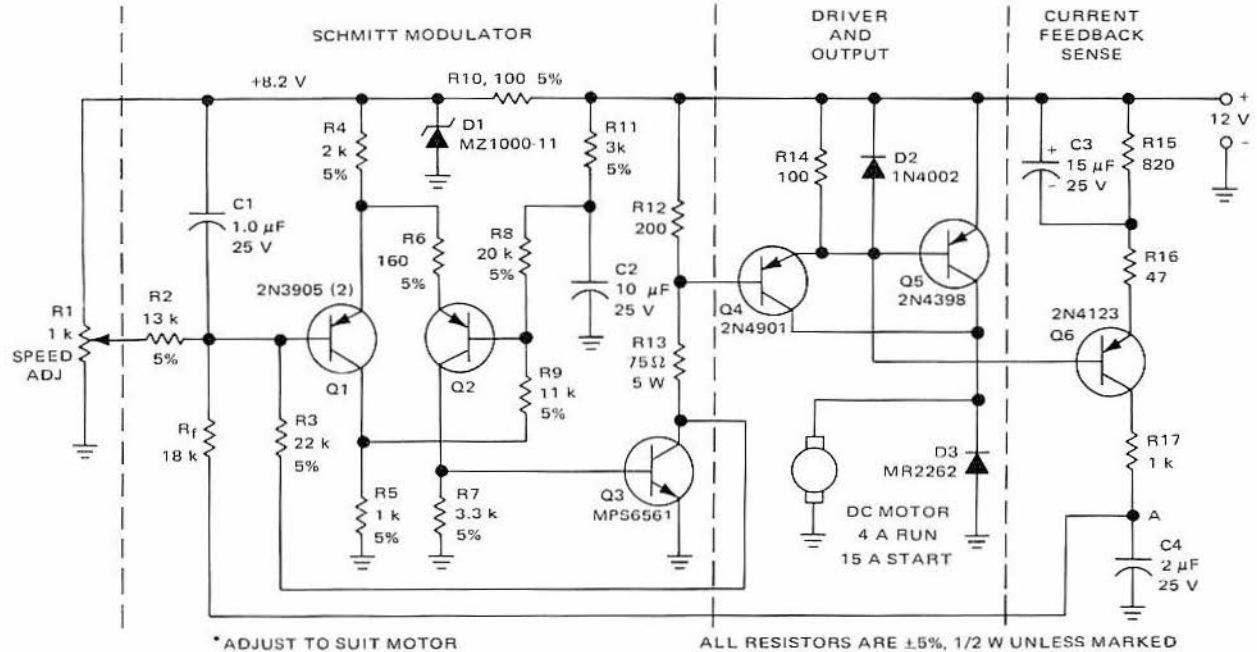 SCHMITT MODULATOR
DRIVER
AND
OUTPUT
CURRENT
FEEDBACK
SENSE
+8.2 V
R10, 100 5%
R4
2 k
5%
D1
MZ1000-11
R11
3k
5%
R14
100
D2
1N4002
+
C3
15 µF
25 V
−
R15
820
+
12 V
−
C1
1.0 µF
25 V
R6
160
5%
R8
20 k
5%
R12
200
C2
10 µF
25 V
Q4
2N4901
Q5
2N4398
R16
47
R1
1 k
SPEED
ADJ
R2
13 k
5%
2N3905 (2)
Q1
Q2
R9
11 k
5%
R13
75Ω
5 W
2N4123
Q6
Rf
18 k
R3
22 k
5%
R5
1 k
5%
R7
3.3 k
5%
Q3
MPS6561
DC MOTOR
4 A RUN
15 A START
D3
MR2262
R17
1 k
A
C4
2 µF
25 V
*ADJUST TO SUIT MOTOR
ALL RESISTORS ARE ±5%, 1/2 W UNLESS MARKED